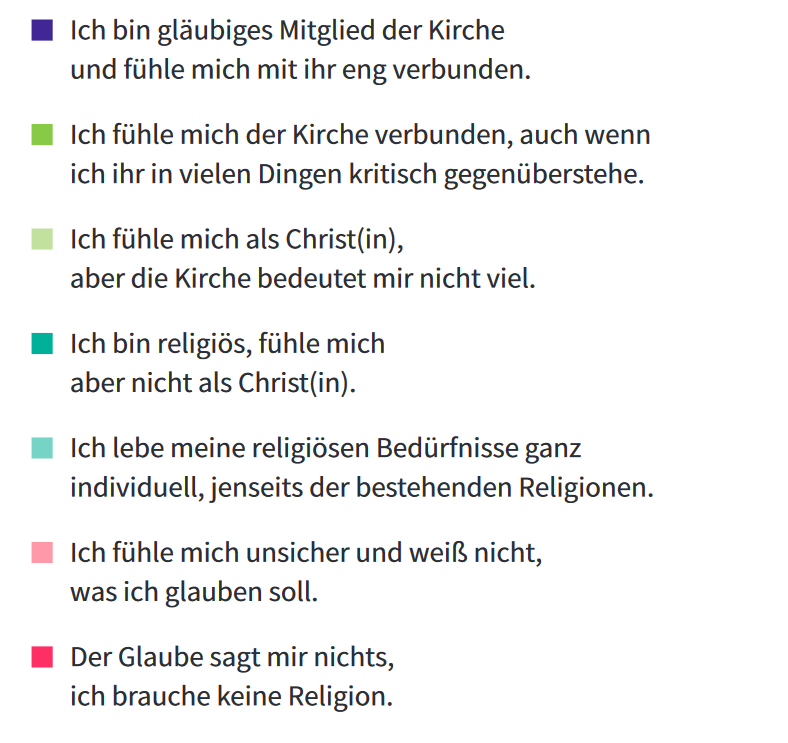 Ich bin gläubiges Mitglied der Kirche
und fühle mich mit ihr eng verbunden.
Ich fühle mich der Kirche verbunden, auch wenn
ich ihr in vielen Dingen kritisch gegenüberstehe.
Ich fühle mich als Christ(in),
aber die Kirche bedeutet mir nicht viel.
Ich bin religiös, fühle mich
aber nicht als Christ(in).
Ich lebe meine religiösen Bedürfnisse ganz
individuell, jenseits der bestehenden Religionen.
Ich fühle mich unsicher und weiß nicht,
was ich glauben soll.
Der Glaube sagt mir nichts,
ich brauche keine Religion.